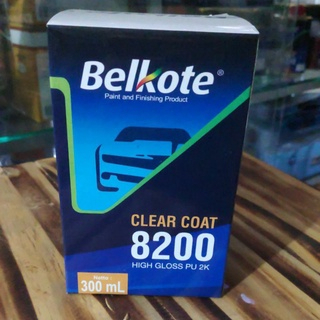 Belkote®
Paint and Finishing Product
CLEAR COAT
8200
HIGH GLOSS PU 2K
300 mL